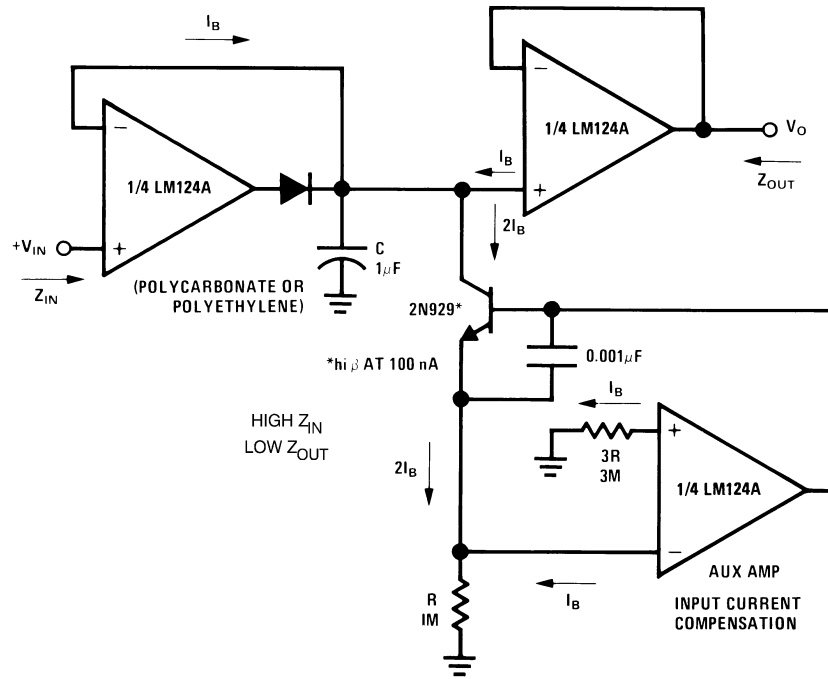 I_B
−
1/4 LM124A
+
+V_IN
Z_IN
C
1μF
(POLYCARBONATE OR
POLYETHYLENE)
−
1/4 LM124A
+
I_B
V_O
Z_OUT
2I_B
2N929*
*hi β AT 100 nA
0.001μF
HIGH Z_IN
LOW Z_OUT
I_B
3R
3M
+
1/4 LM124A
−
2I_B
I_B
R
1M
AUX AMP
INPUT CURRENT
COMPENSATION